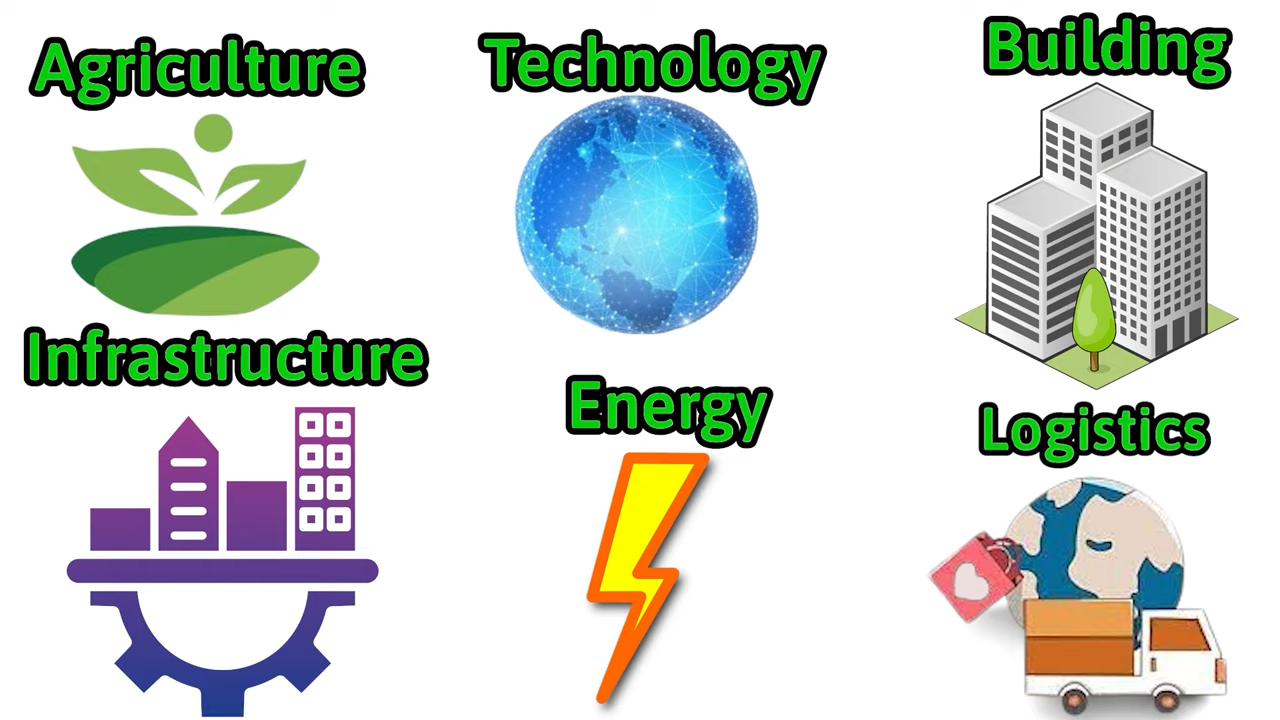 Agriculture
Technology
Building
Infrastructure
Energy
Logistics